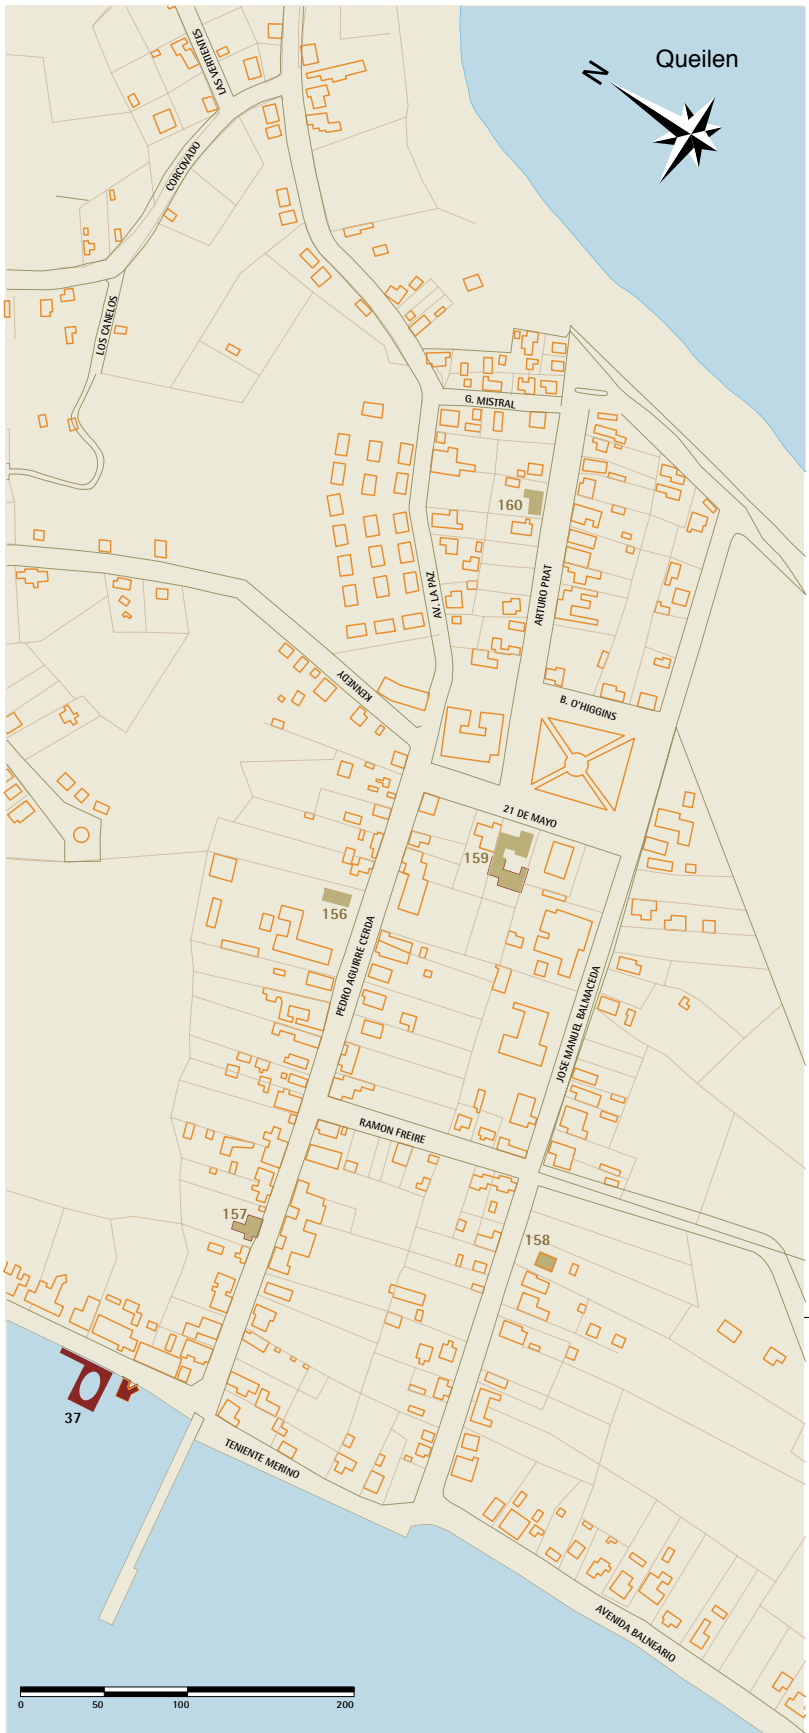 Queilen
N
LAS VERTIENTES
CORCOVADO
LOS CANELOS
G. MISTRAL
160
AV. LA PAZ
ARTURO PRAT
KENNEDY
B. O'HIGGINS
21 DE MAYO
159
156
PEDRO AGUIRRE CERDA
JOSE MANUEL BALMACEDA
RAMON FREIRE
157
158
37
TENIENTE MERINO
AVENIDA BALNEARIO
0 50 100 200